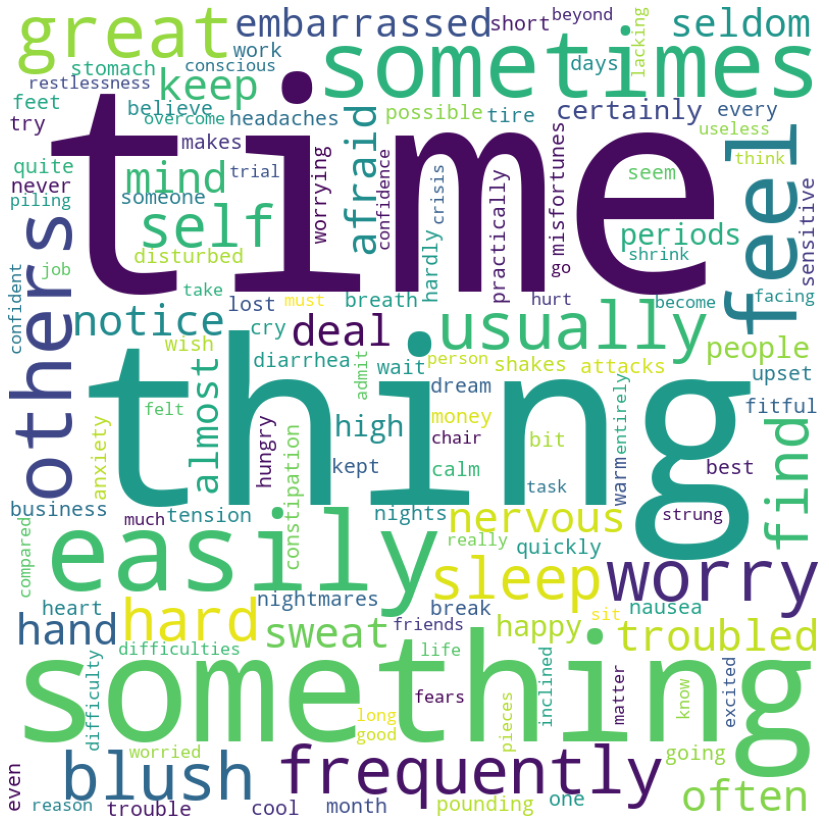 great
embarrassed
short
beyond
seldom
sometimes
lacking
stomach
conscious
work
days
restlessness
keep
feet
believe
overcome
headaches
possible
tire
certainly
every
try
makes
afraid
useless
quite
never
mind
trial
worrying
confidence
time
crisis
practically
misfortunes
seem
think
feel
sensitive
piling
someone
self
hardly
go
periods
shrink
others
disturbed
job
take
lost
must
breath
hurt
become
facing
confident
notice
cry
deal
usually
people
wish
almost
diarrhea
wait
person
shakes
attacks
upset
thing
felt
admit
dream
entirely
fitful
find
anxiety
hungry
high
money
chair
bit
warm
best
constipation
kept
calm
task
business
much
tension
nights
nervous
strung
compared
easily
really
quickly
heart
nightmares
sleep
break
worry
nausea
hand
hard
sweat
friends
happy
sit
troubled
difficulties
life
difficulty
something
fears
inclined
matter
know
excited
long
good
pieces
worried
blush
frequently
going
even
reason
trouble
cool
month
pounding
one
often